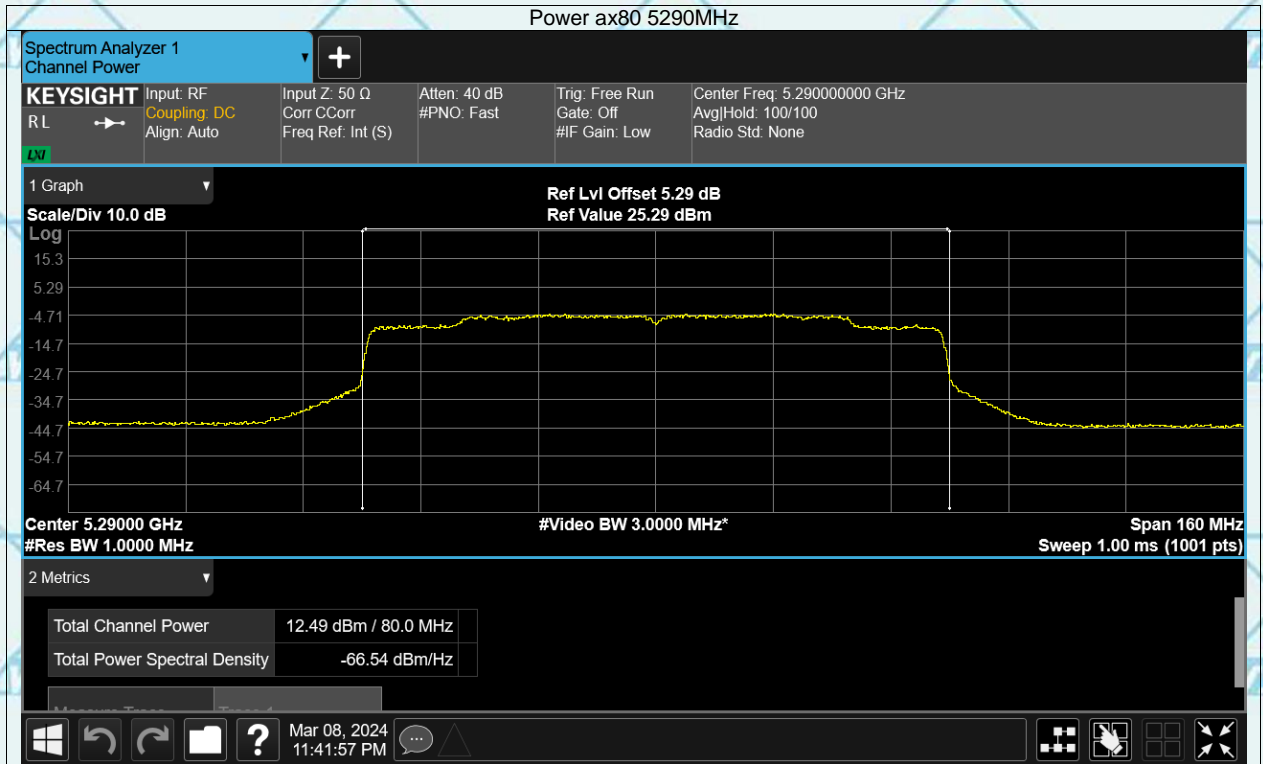 Power ax80 5290MHz
Spectrum Analyzer 1
Channel Power
KEYSIGHT
R L
LXI
Input: RF
Coupling: DC
Align: Auto
Input Z: 50 Ω
Corr CCorr
Freq Ref: Int (S)
Atten: 40 dB
#PNO: Fast
Trig: Free Run
Gate: Off
#IF Gain: Low
Center Freq: 5.290000000 GHz
Avg|Hold: 100/100
Radio Std: None
1 Graph
Scale/Div 10.0 dB
Ref Lvl Offset 5.29 dB
Ref Value 25.29 dBm
Log
15.3
5.29
-4.71
-14.7
-24.7
-34.7
-44.7
-54.7
-64.7
Center 5.29000 GHz
#Res BW 1.0000 MHz
#Video BW 3.0000 MHz*
Span 160 MHz
Sweep 1.00 ms (1001 pts)
2 Metrics
Total Channel Power 12.49 dBm / 80.0 MHz
Total Power Spectral Density -66.54 dBm/Hz
Measure Trace Trace 1
?
Mar 08, 2024
11:41:57 PM